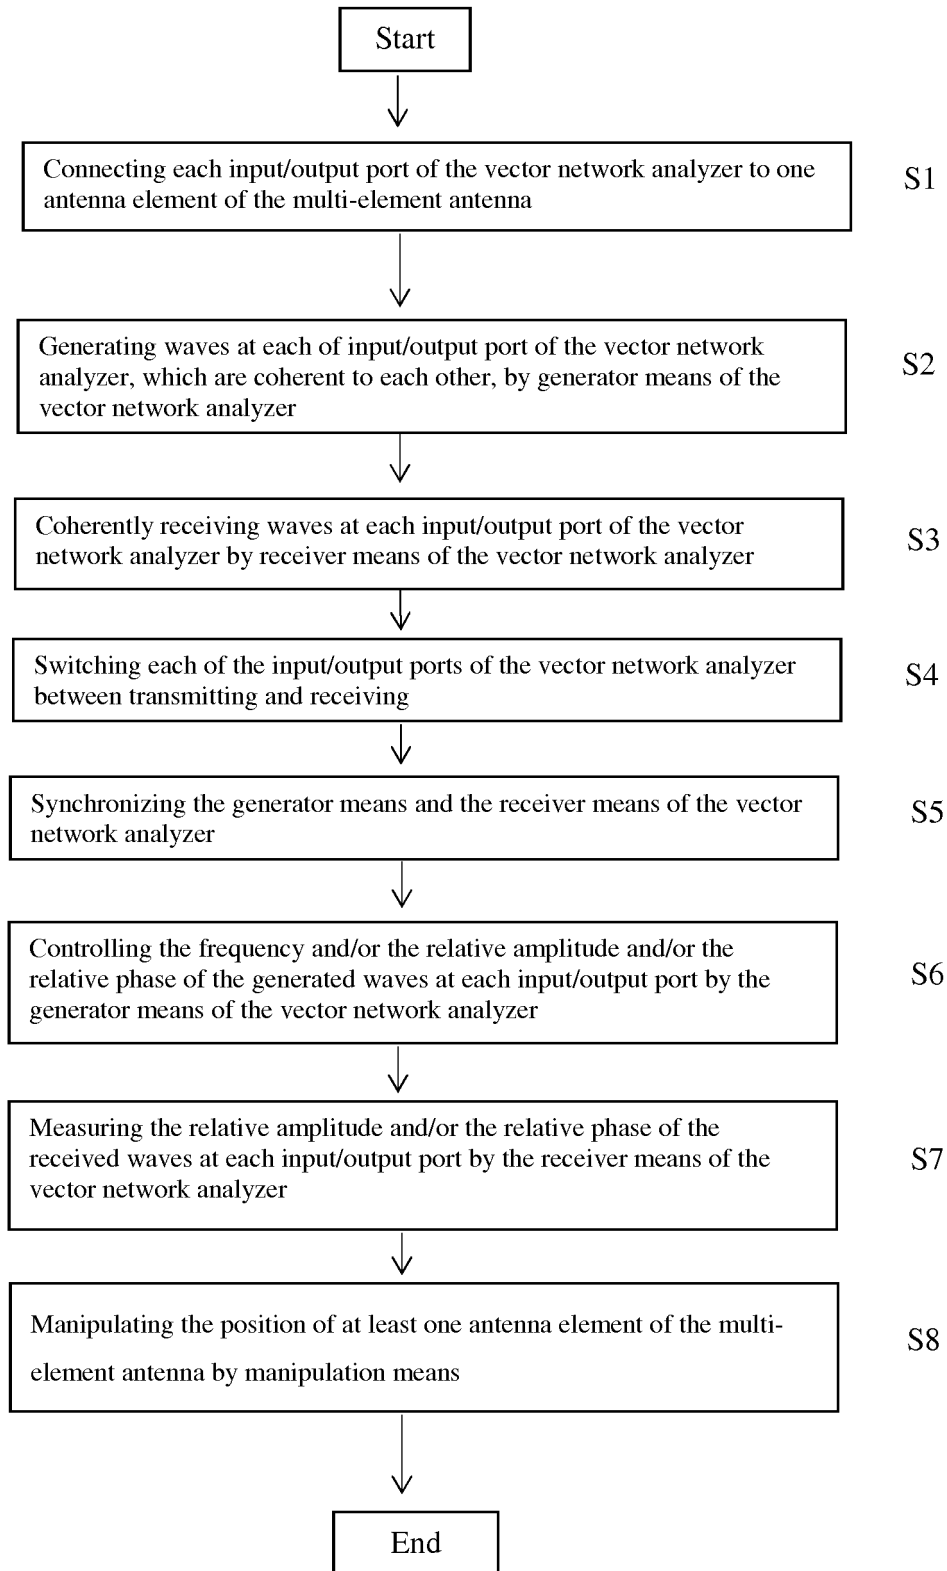 Start
Connecting each input/output port of the vector network analyzer to one
antenna element of the multi-element antenna
S1
Generating waves at each of input/output port of the vector network
analyzer, which are coherent to each other, by generator means of the
vector network analyzer
S2
Coherently receiving waves at each input/output port of the vector
network analyzer by receiver means of the vector network analyzer
S3
Switching each of the input/output ports of the vector network analyzer
between transmitting and receiving
S4
Synchronizing the generator means and the receiver means of the vector
network analyzer
S5
Controlling the frequency and/or the relative amplitude and/or the
relative phase of the generated waves at each input/output port by the
generator means of the vector network analyzer
S6
Measuring the relative amplitude and/or the relative phase of the
received waves at each input/output port by the receiver means of the
vector network analyzer
S7
Manipulating the position of at least one antenna element of the multi-
element antenna by manipulation means
S8
End